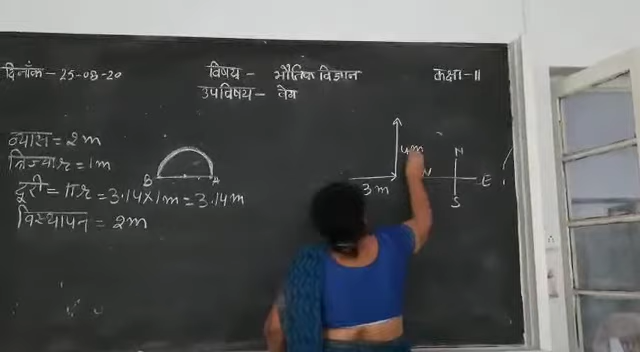 दिनाँक - 25-08-20
विषय - भौतिक विज्ञान
कक्षा - 11
उपविषय - वेग
व्यास = 2m
त्रिज्या r = 1m
दूरी = πr = 3.14×1m = 3.14m
विस्थापन = 2m
B A
4m
3m
N
W E
S